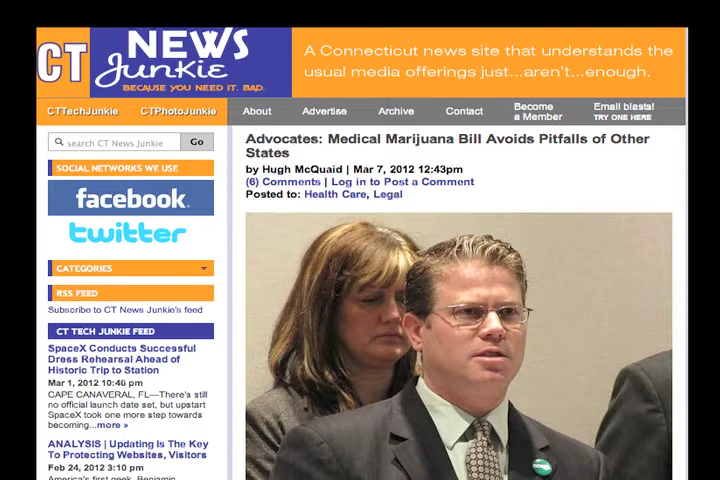 CT NEWS Junkie
BECAUSE YOU NEED IT. BAD.
A Connecticut news site that understands the
usual media offerings just...aren't...enough.
CTTechJunkie CTPhotoJunkie
About Advertise Archive Contact Become a Member Email blasts! TRY ONE HERE
search CT News Junkie Go
SOCIAL NETWORKS WE USE
facebook.
twitter
CATEGORIES
RSS FEED
Subscribe to CT News Junkie's feed
CT TECH JUNKIE FEED
SpaceX Conducts Successful
Dress Rehearsal Ahead of
Historic Trip to Station
Mar 1, 2012 10:46 pm
CAPE CANAVERAL, FL—There's still
no official launch date set, but upstart
SpaceX took one more step towards
becoming...more »
ANALYSIS | Updating Is The Key
To Protecting Websites, Visitors
Feb 24, 2012 3:10 pm
America's first geek, Benjamin
Advocates: Medical Marijuana Bill Avoids Pitfalls of Other
States
by Hugh McQuaid | Mar 7, 2012 12:43pm
(6) Comments | Log in to Post a Comment
Posted to: Health Care, Legal